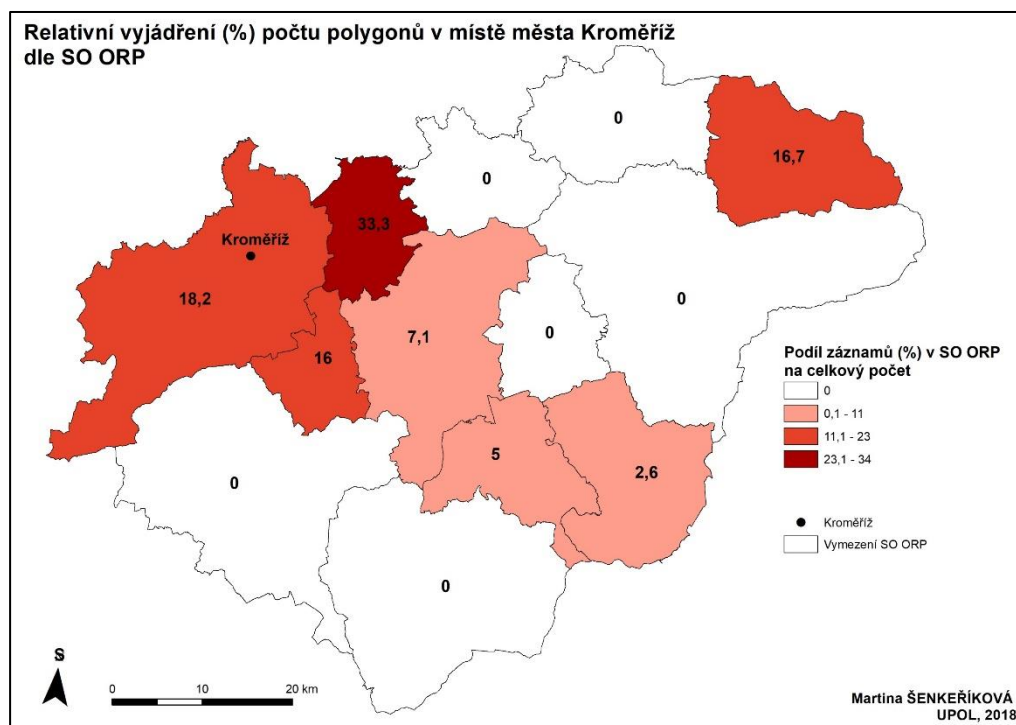 Relativní vyjádření (%) počtu polygonů v místě města Kroměříž
dle SO ORP
0
16,7
0
33,3
Kroměříž
18,2
0
7,1
0
16
Podíl záznamů (%) v SO ORP
na celkový počet
0
0,1 - 11
11,1 - 23
23,1 - 34
5
2,6
0
Kroměříž
Vymezení SO ORP
0
S
0 10 20 km
Martina ŠENKEŘÍKOVÁ
UPOL, 2018